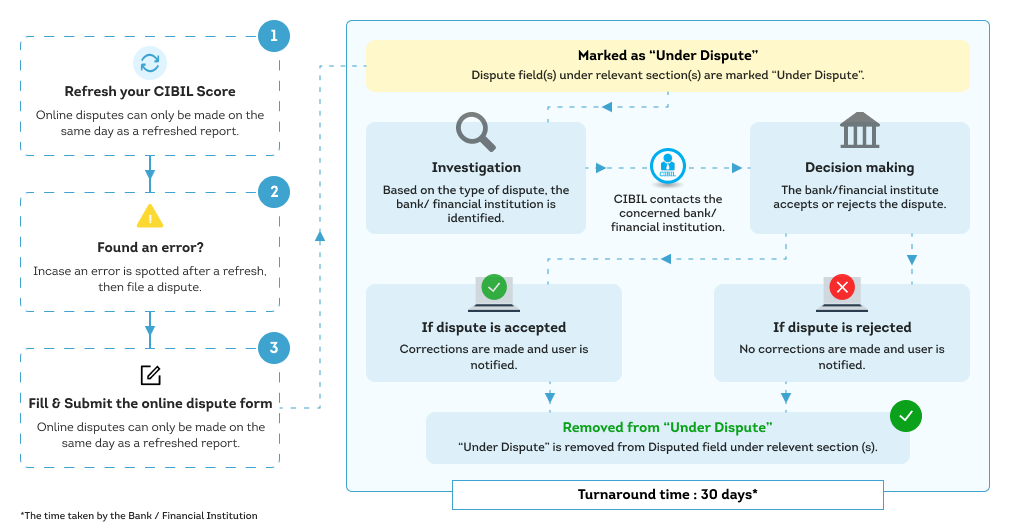 1
Refresh your CIBIL Score
Online disputes can only be made on the
same day as a refreshed report.
2
Found an error?
Incase an error is spotted after a refresh,
then file a dispute.
3
Fill & Submit the online dispute form
Online disputes can only be made on the
same day as a refreshed report.
*The time taken by the Bank / Financial Institution
Marked as “Under Dispute”
Dispute field(s) under relevant section(s) are marked “Under Dispute”.
Investigation
Based on the type of dispute, the
bank/ financial institution is
identified.
CIBIL
CIBIL contacts the
concerned bank/
financial institution.
Decision making
The bank/financial institute
accepts or rejects the dispute.
If dispute is accepted
Corrections are made and user is
notified.
If dispute is rejected
No corrections are made and user is
notified.
Removed from “Under Dispute”
“Under Dispute” is removed from Disputed field under relevent section (s).
Turnaround time : 30 days*